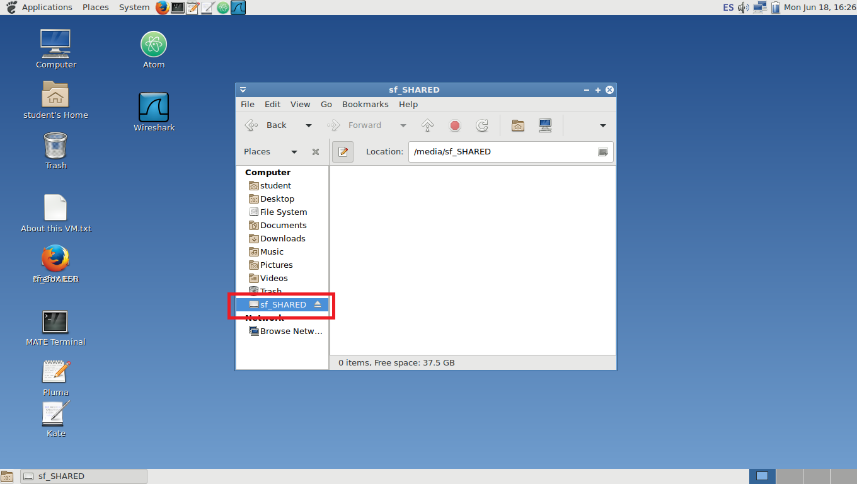 Applications Places System ES Mon Jun 18, 16:26
Computer
Atom
student's Home
Wireshark
Trash
About this VM.txt
MATE Terminal
Pluma
Kate
sf_SHARED
File Edit View Go Bookmarks Help
Back Forward
Places Location: /media/sf_SHARED
Computer
student
Desktop
File System
Documents
Downloads
Music
Pictures
Videos
Trash
sf_SHARED
Network
Browse Netw...
0 items, Free space: 37.5 GB
sf_SHARED